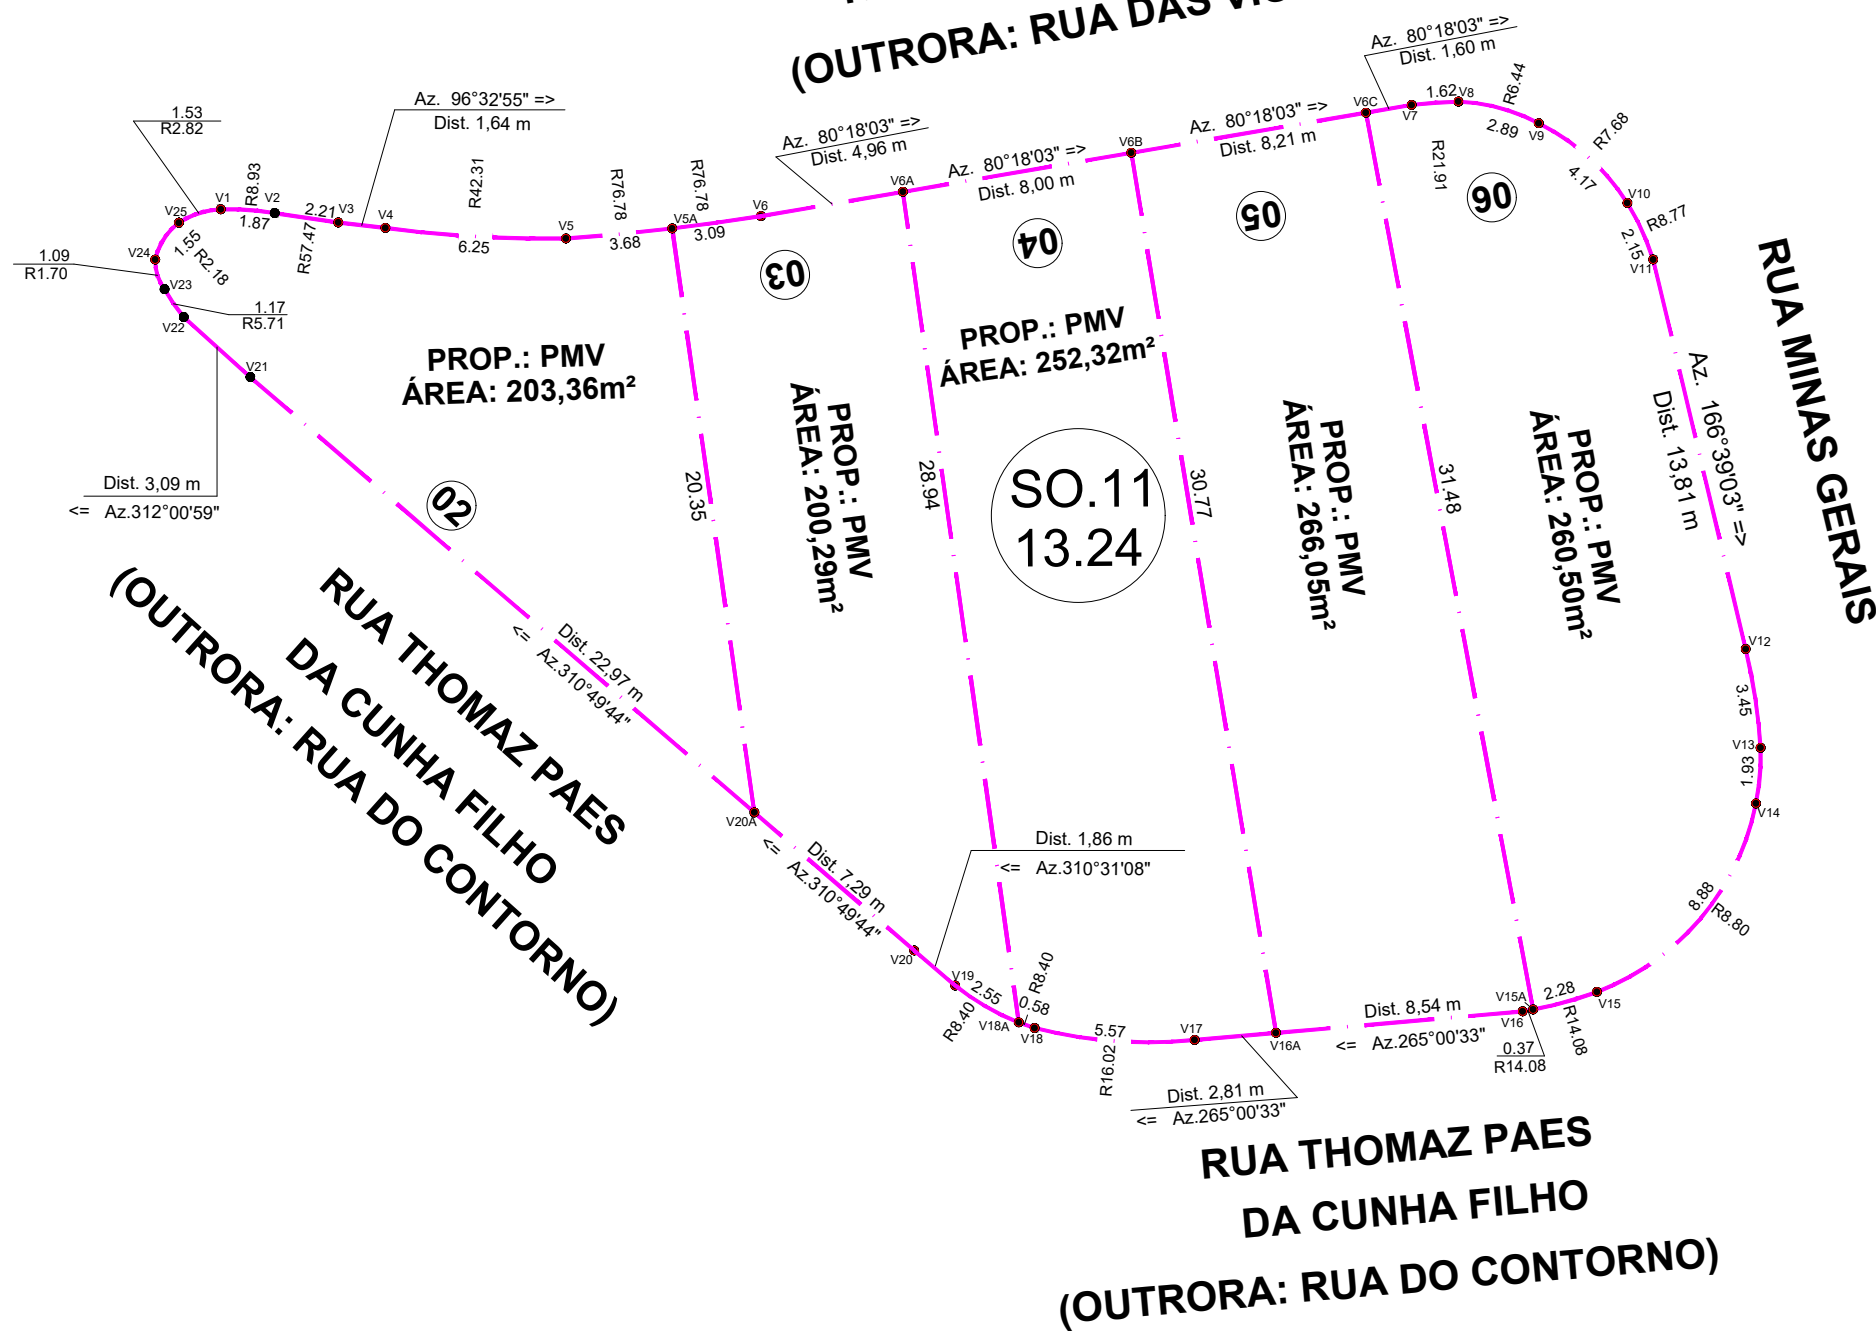 (OUTRORA: RUA DAS
Az. 80°18'03" =>
Dist. 1,60 m
1.53
R2.82
Az. 96°32'55" =>
Dist. 1,64 m
Az. 80°18'03" =>
Dist. 4,96 m
Az. 80°18'03" =>
Dist. 8,00 m
Az. 80°18'03" =>
Dist. 8,21 m
V25
V1
R8.93
1.87
V2
2.21
R57.47
V3
V4
R42.31
6.25
V5
R76.78
3.68
V5A
R76.78
3.09
V6
V6A
V6B
V6C
V7
1.62
R21.91
V8
R6.44
2.89
V9
R7.68
4.17
V10
R8.77
2.15
V11
V24
1.55
R2.18
1.09
R1.70
V23
1.17
R5.71
V22
V21
Dist. 3,09 m
<= Az.312°00'59"
PROP.: PMV
ÁREA: 203,36m²
02
03
PROP.: PMV
ÁREA: 200,29m²
04
PROP.: PMV
ÁREA: 252,32m²
05
PROP.: PMV
ÁREA: 266,05m²
06
PROP.: PMV
ÁREA: 260,50m²
SO.11
13.24
20.35
28.94
30.77
31.48
Az. 166°39'03" =>
Dist. 13,81 m
RUA MINAS GERAIS
V12
3.45
V13
1.93
V14
8.88
R8.80
V15
2.28
R14.08
V15A
V16
0.37
R14.08
Dist. 8,54 m
<= Az.265°00'33"
V16A
Dist. 2,81 m
<= Az.265°00'33"
V17
5.57
R16.02
V18
0.58
R8.40
V18A
2.55
R8.40
V19
Dist. 1,86 m
<= Az.310°31'08"
V20
Dist. 7,29 m
<= Az.310°49'44"
V20A
Dist. 22,97 m
<= Az.310°49'44"
RUA THOMAZ PAES
DA CUNHA FILHO
(OUTRORA: RUA DO CONTORNO)
RUA THOMAZ PAES
DA CUNHA FILHO
(OUTRORA: RUA DO CONTORNO)